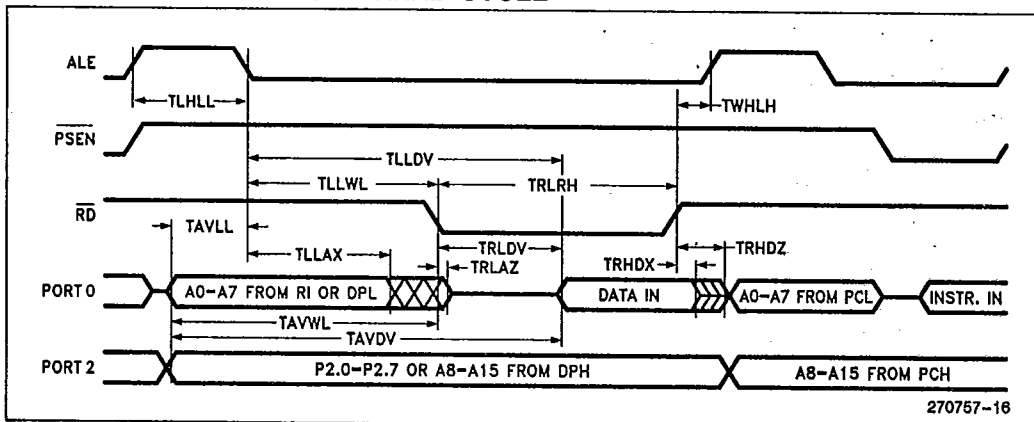 ALE
TLHLL
TWHLH
PSEN
TLLDV
TLLWL
TRLRH
RD
TAVLL
TLLAX
TRLDV
TRLAZ
TRHDX
TRHDZ
PORT 0
A0–A7 FROM RI OR DPL
DATA IN
A0–A7 FROM PCL
INSTR. IN
TAVWL
TAVDV
PORT 2
P2.0–P2.7 OR A8–A15 FROM DPH
A8–A15 FROM PCH
270757–16